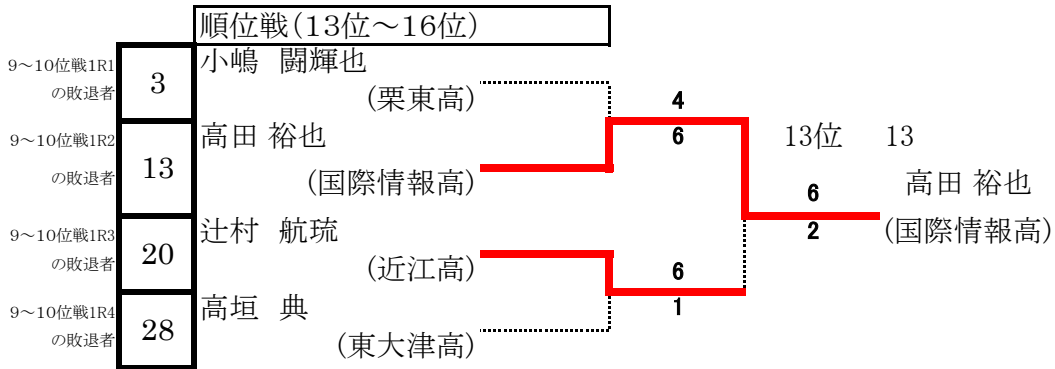 順位戦(13位～16位)
9～10位戦1R1
の敗退者
3
小嶋 闘輝也
(栗東高)
4
6
9～10位戦1R2
の敗退者
13
高田 裕也
(国際情報高)
13位 13
高田 裕也
(国際情報高)
6
2
9～10位戦1R3
の敗退者
20
辻村 航琉
(近江高)
6
1
9～10位戦1R4
の敗退者
28
高垣 典
(東大津高)